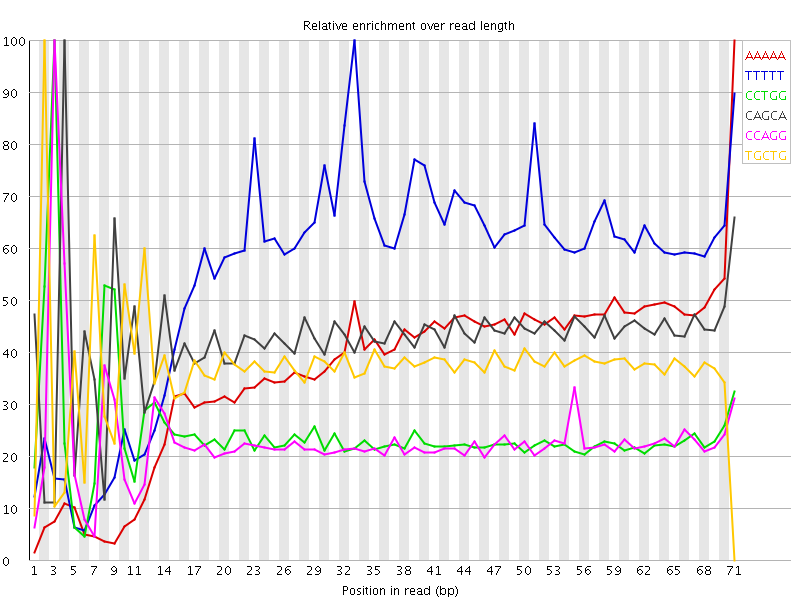 Relative enrichment over read length
100
90
80
70
60
50
40
30
20
10
0
AAAAA
TTTTT
CCTGG
CAGCA
CCAGG
TGCTG
1 3 5 7 9 11 14 17 20 23 26 29 32 35 38 41 44 47 50 53 56 59 62 65 68 71
Position in read (bp)